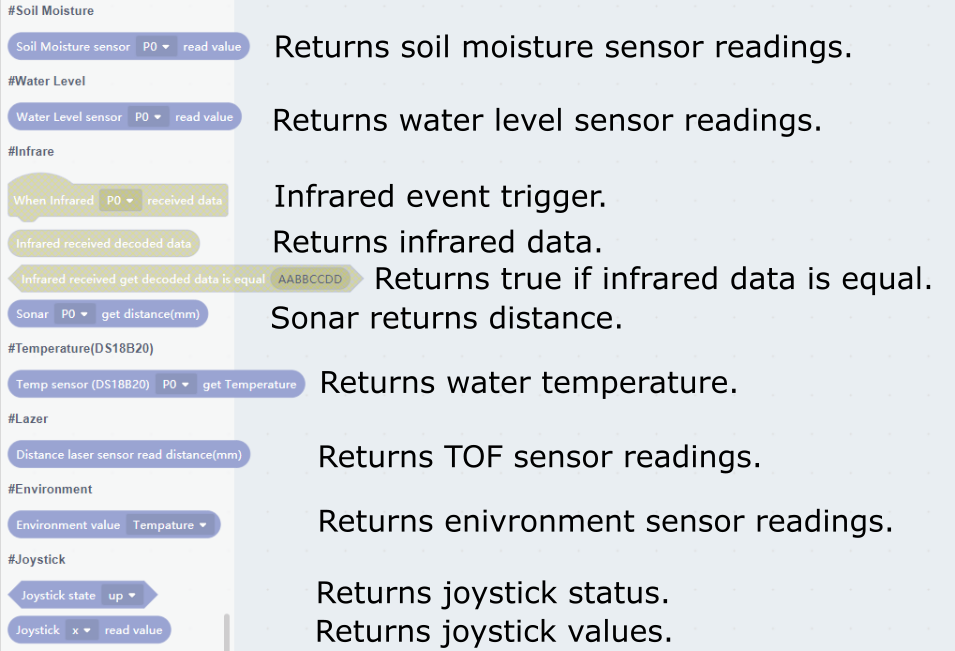 #Soil Moisture
Soil Moisture sensor P0 read value Returns soil moisture sensor readings.
#Water Level
Water Level sensor P0 read value Returns water level sensor readings.
#Infrare
When Infrared P0 received data Infrared event trigger.
Infrared received decoded data Returns infrared data.
Infrared received get decoded data is equal AABBCCDD Returns true if infrared data is equal.
Sonar P0 get distance(mm) Sonar returns distance.
#Temperature(DS18B20)
Temp sensor (DS18B20) P0 get Temperature Returns water temperature.
#Lazer
Distance laser sensor read distance(mm) Returns TOF sensor readings.
#Environment
Environment value Tempature Returns enivronment sensor readings.
#Joystick
Joystick state up Returns joystick status.
Joystick x read value Returns joystick values.